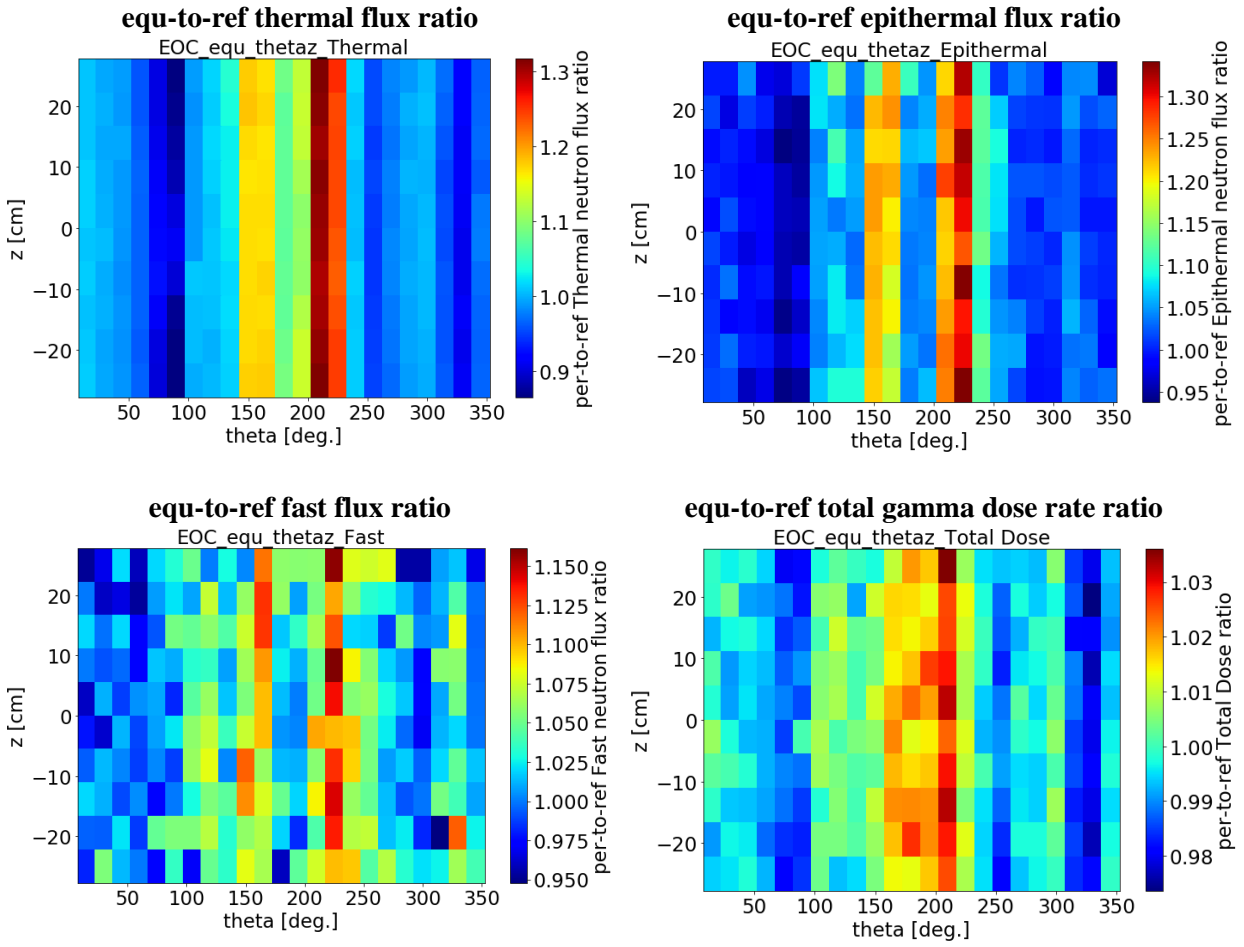 equ-to-ref thermal flux ratio
EOC_equ_thetaz_Thermal
20
10
0
−10
−20
z [cm]
50 100 150 200 250 300 350
theta [deg.]
1.3
1.2
1.1
1.0
0.9
per-to-ref Thermal neutron flux ratio
equ-to-ref epithermal flux ratio
EOC_equ_thetaz_Epithermal
20
10
0
−10
−20
z [cm]
50 100 150 200 250 300 350
theta [deg.]
1.30
1.25
1.20
1.15
1.10
1.05
1.00
0.95
per-to-ref Epithermal neutron flux ratio
equ-to-ref fast flux ratio
EOC_equ_thetaz_Fast
20
10
0
−10
−20
z [cm]
50 100 150 200 250 300 350
theta [deg.]
1.150
1.125
1.100
1.075
1.050
1.025
1.000
0.975
0.950
per-to-ref Fast neutron flux ratio
equ-to-ref total gamma dose rate ratio
EOC_equ_thetaz_Total Dose
20
10
0
−10
−20
z [cm]
50 100 150 200 250 300 350
theta [deg.]
1.03
1.02
1.01
1.00
0.99
0.98
per-to-ref Total Dose ratio